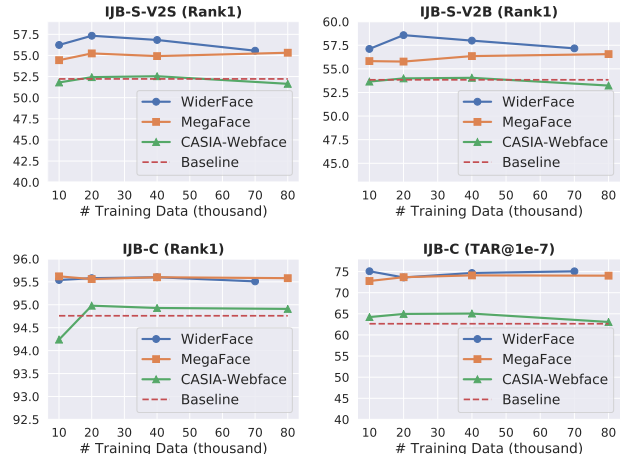 IJB-S-V2S (Rank1)
57.5
55.0
52.5
50.0
47.5
45.0
42.5
40.0
WiderFace
MegaFace
CASIA-Webface
Baseline
10 20 30 40 50 60 70 80
# Training Data (thousand)
IJB-S-V2B (Rank1)
60.0
57.5
55.0
52.5
50.0
47.5
45.0
WiderFace
MegaFace
CASIA-Webface
Baseline
10 20 30 40 50 60 70 80
# Training Data (thousand)
IJB-C (Rank1)
96.0
95.5
95.0
94.5
94.0
93.5
93.0
92.5
WiderFace
MegaFace
CASIA-Webface
Baseline
10 20 30 40 50 60 70 80
# Training Data (thousand)
IJB-C (TAR@1e-7)
75
70
65
60
55
50
45
40
WiderFace
MegaFace
CASIA-Webface
Baseline
10 20 30 40 50 60 70 80
# Training Data (thousand)